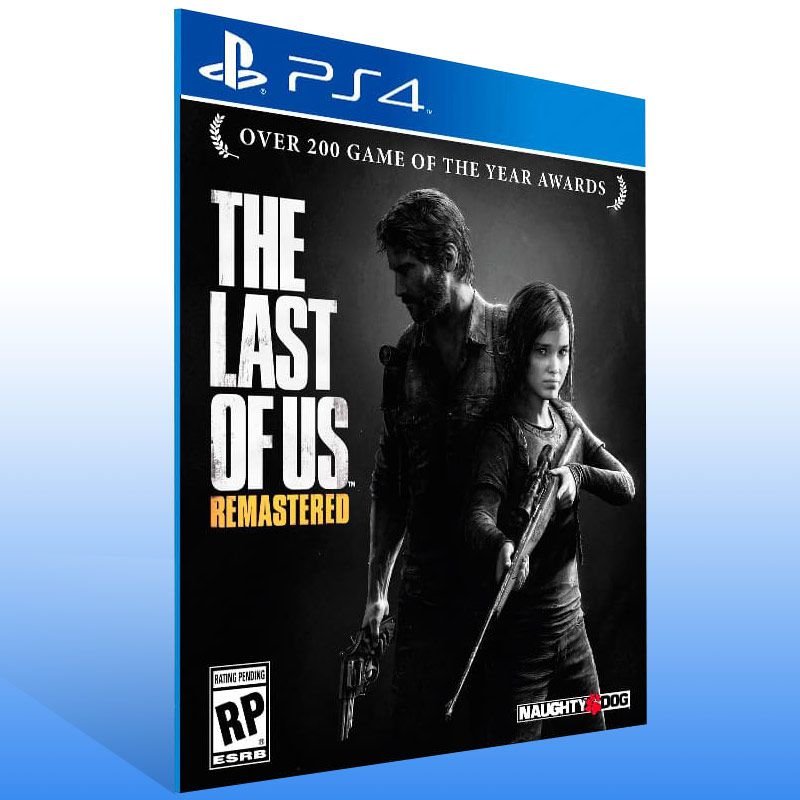 PS4
OVER 200 GAME OF THE YEAR AWARDS
THE
LAST
OF US
REMASTERED
RATING PENDING
RP
ESRB
NAUGHTY DOG